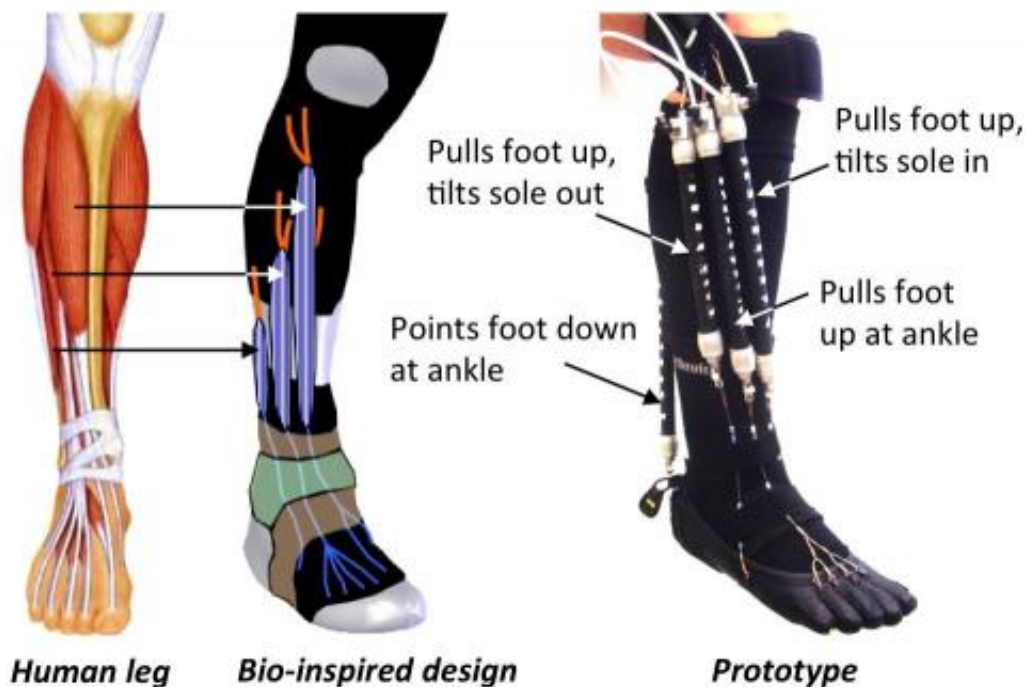 Pulls foot up,
tilts sole out
Pulls foot up,
tilts sole in
Points foot down
at ankle
Pulls foot
up at ankle
Human leg
Bio-inspired design
Prototype